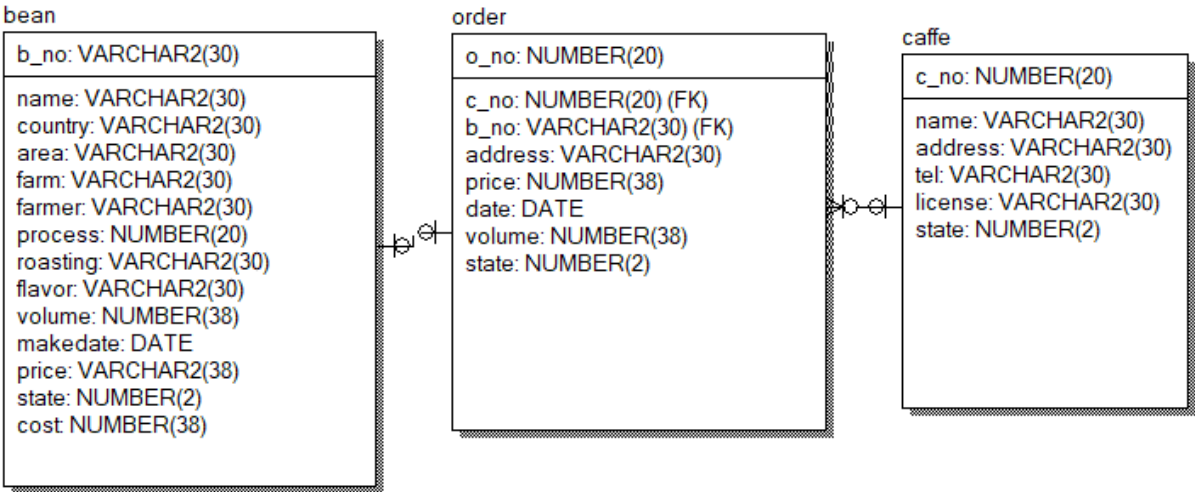 bean
b_no: VARCHAR2(30)
name: VARCHAR2(30)
country: VARCHAR2(30)
area: VARCHAR2(30)
farm: VARCHAR2(30)
farmer: VARCHAR2(30)
process: NUMBER(20)
roasting: VARCHAR2(30)
flavor: VARCHAR2(30)
volume: NUMBER(38)
makedate: DATE
price: VARCHAR2(38)
state: NUMBER(2)
cost: NUMBER(38)
order
o_no: NUMBER(20)
c_no: NUMBER(20) (FK)
b_no: VARCHAR2(30) (FK)
address: VARCHAR2(30)
price: NUMBER(38)
date: DATE
volume: NUMBER(38)
state: NUMBER(2)
caffe
c_no: NUMBER(20)
name: VARCHAR2(30)
address: VARCHAR2(30)
tel: VARCHAR2(30)
license: VARCHAR2(30)
state: NUMBER(2)